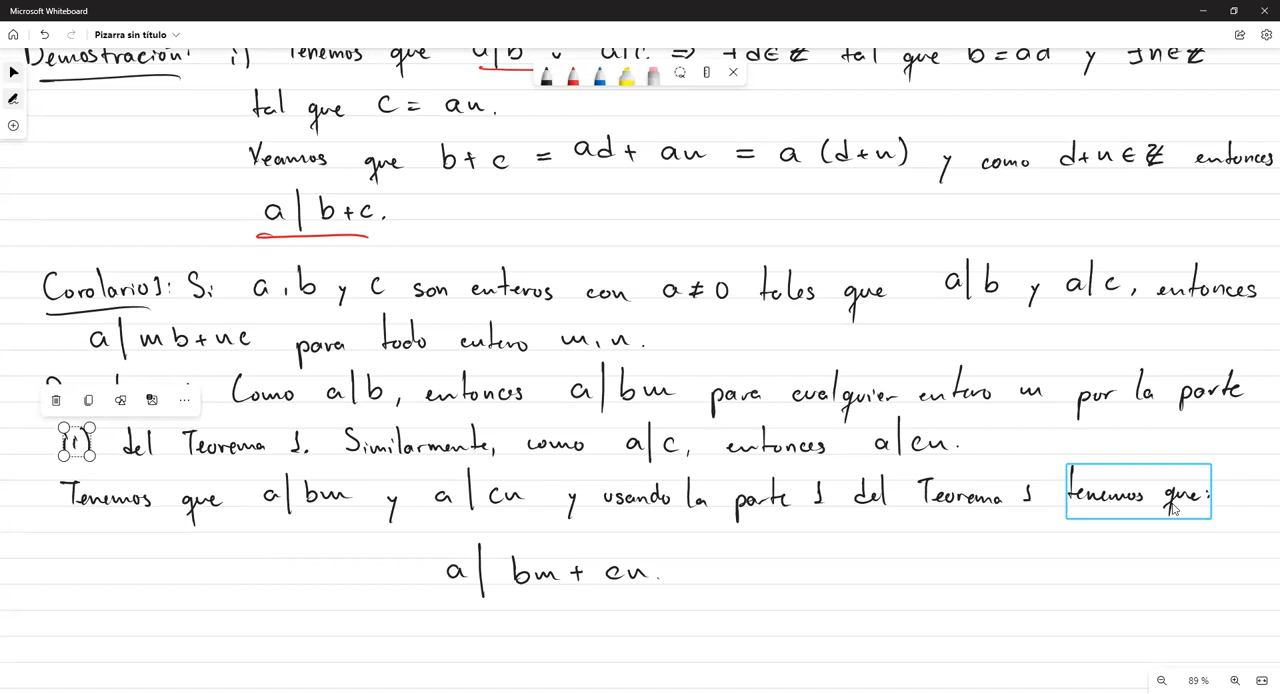 Microsoft Whiteboard
Pizarra sin título
Demostración: i) Tenemos que a|b y a|c ⇒ ∃d∈ℤ tal que b=ad y ∃n∈ℤ
tal que c = an.
Veamos que b+c = ad+an = a(d+n) y como d+n∈ℤ entonces
a|b+c.
Corolario1: Si a, b y c son enteros con a≠0 tales que a|b y a|c, entonces
a|mb+nc para todo entero m,n.
Como a|b, entonces a|bm para cualquier entero m por la parte
del Teorema 1. Similarmente, como a|c, entonces a|cn.
Tenemos que a|bm y a|cn y usando la parte 1 del Teorema 1 tenemos que:
a|bm+cn.
89 %